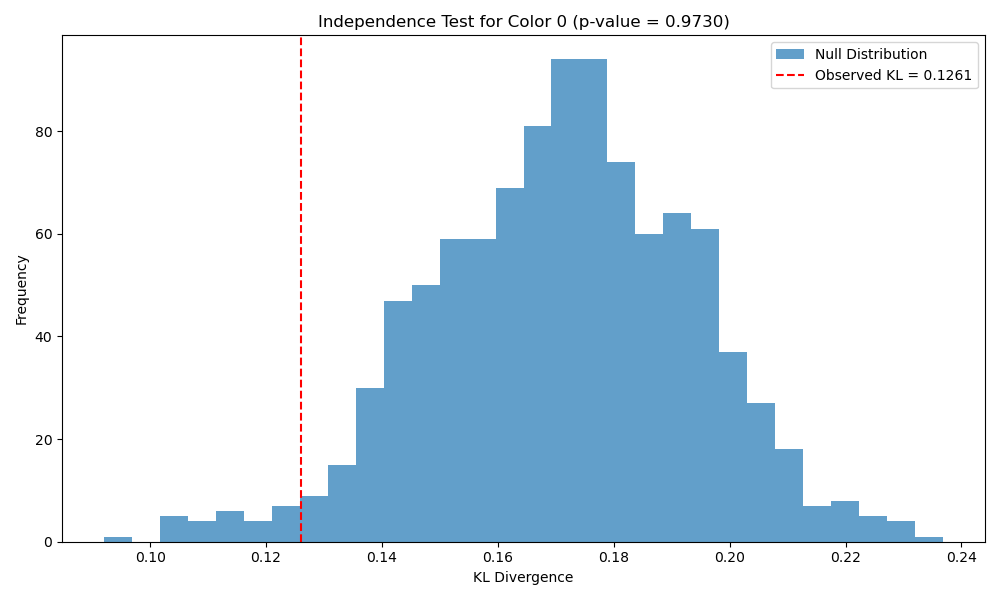 Independence Test for Color 0 (p-value = 0.9730)
Null Distribution
Observed KL = 0.1261
Frequency
80
60
40
20
0
0.10 0.12 0.14 0.16 0.18 0.20 0.22 0.24
KL Divergence